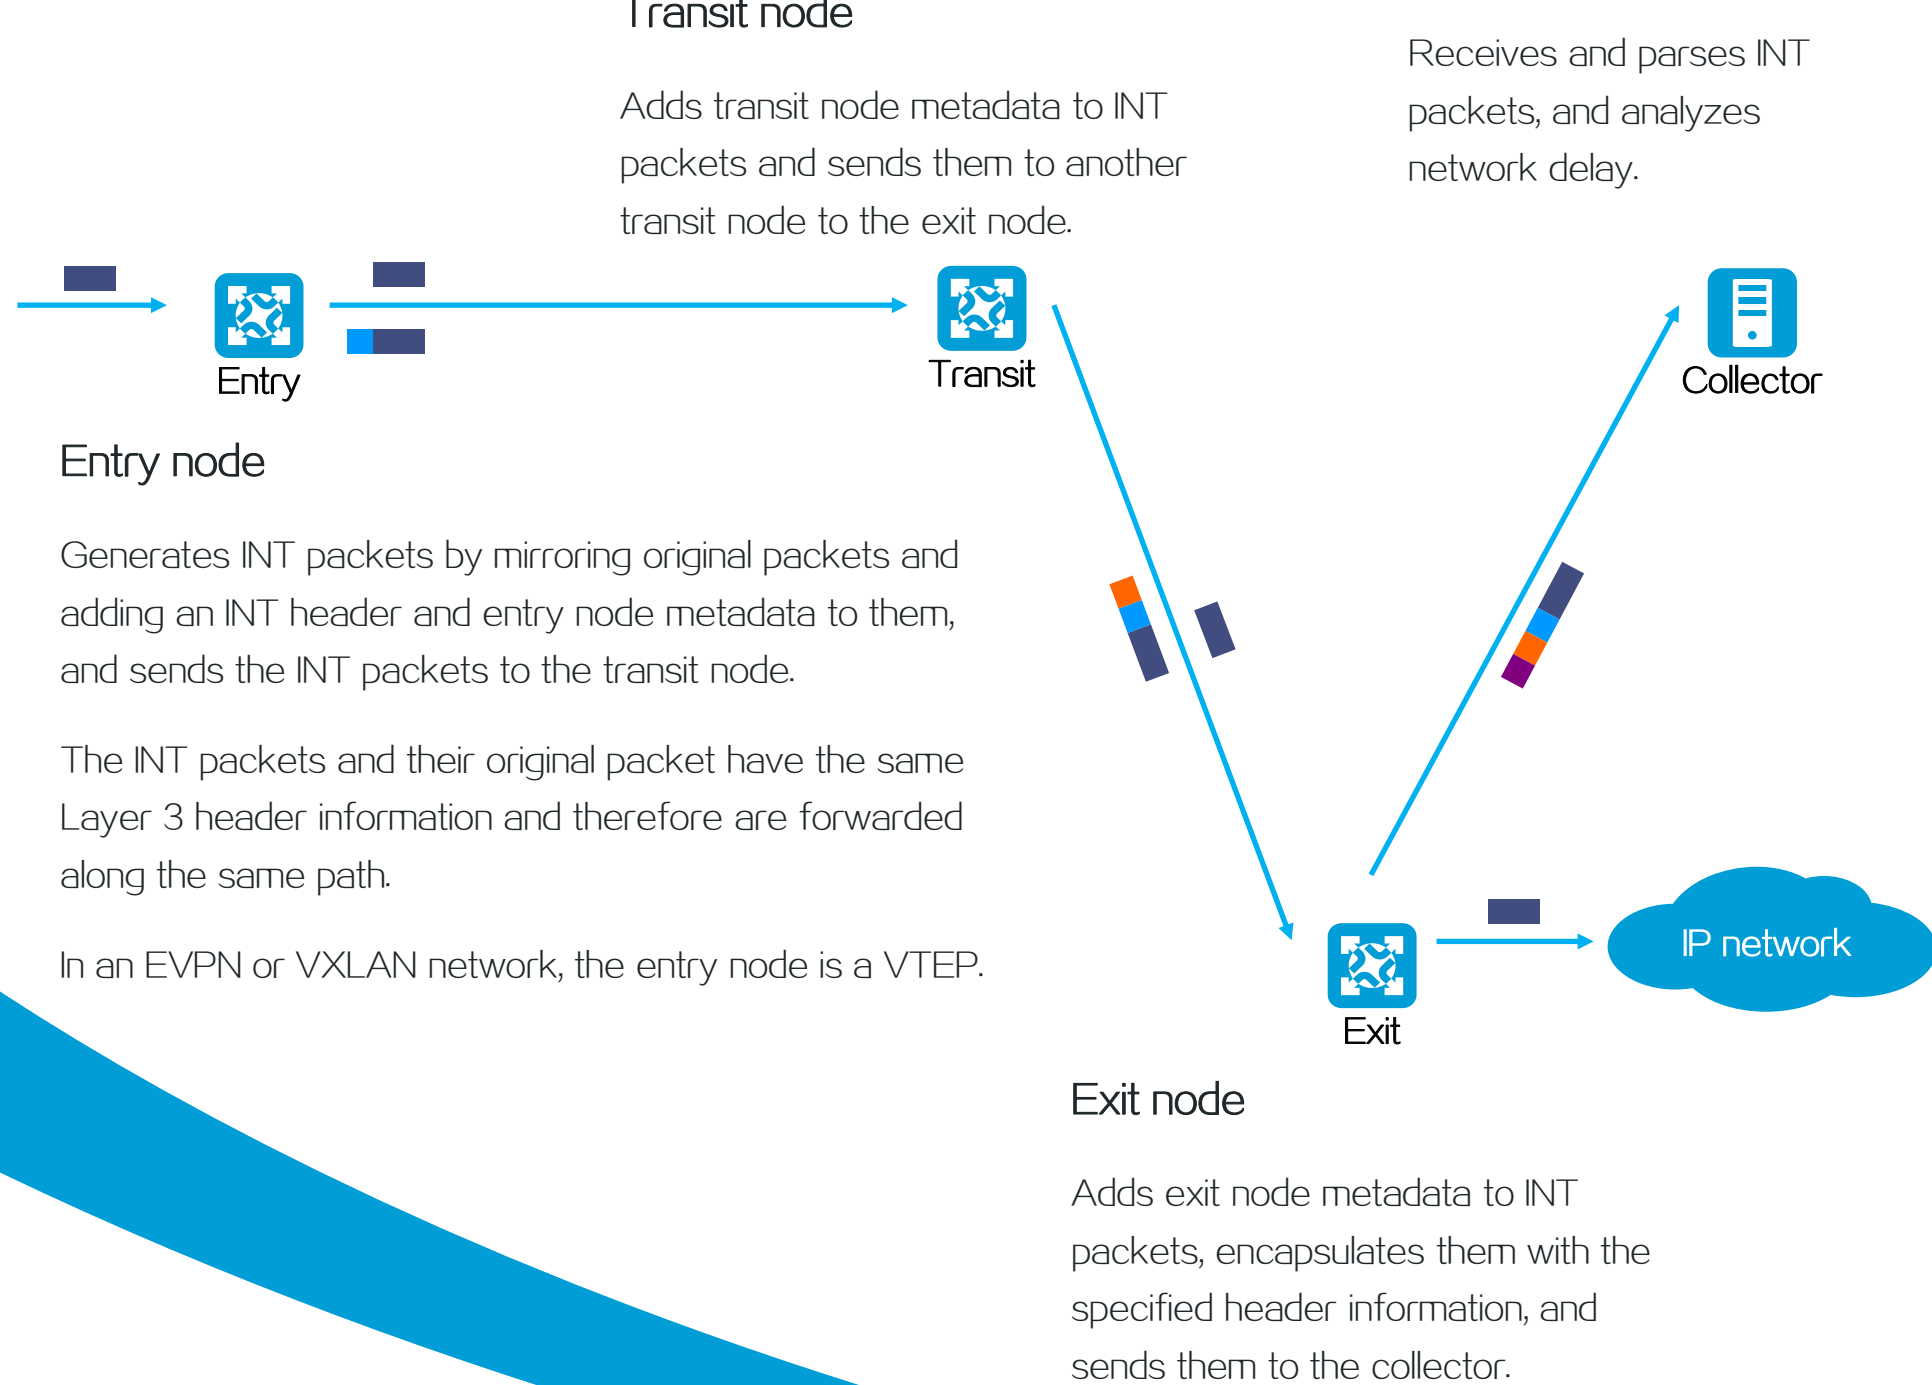 Transit node
Adds transit node metadata to INT
packets and sends them to another
transit node to the exit node.
Receives and parses INT
packets, and analyzes
network delay.
Entry
Transit
Collector
Entry node
Generates INT packets by mirroring original packets and
adding an INT header and entry node metadata to them,
and sends the INT packets to the transit node.
The INT packets and their original packet have the same
Layer 3 header information and therefore are forwarded
along the same path.
In an EVPN or VXLAN network, the entry node is a VTEP.
IP network
Exit
Exit node
Adds exit node metadata to INT
packets, encapsulates them with the
specified header information, and
sends them to the collector.